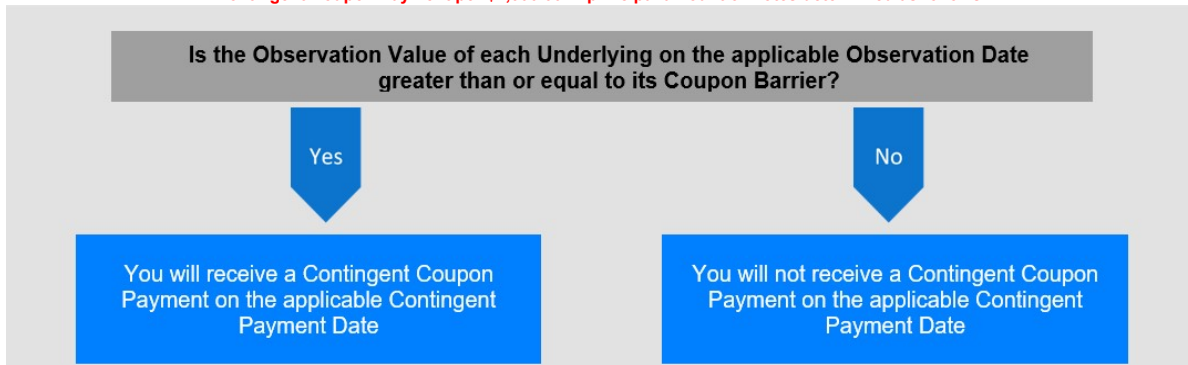 Is the Observation Value of each Underlying on the applicable Observation Date
greater than or equal to its Coupon Barrier?
Yes
No
You will receive a Contingent Coupon
Payment on the applicable Contingent
Payment Date
You will not receive a Contingent Coupon
Payment on the applicable Contingent
Payment Date